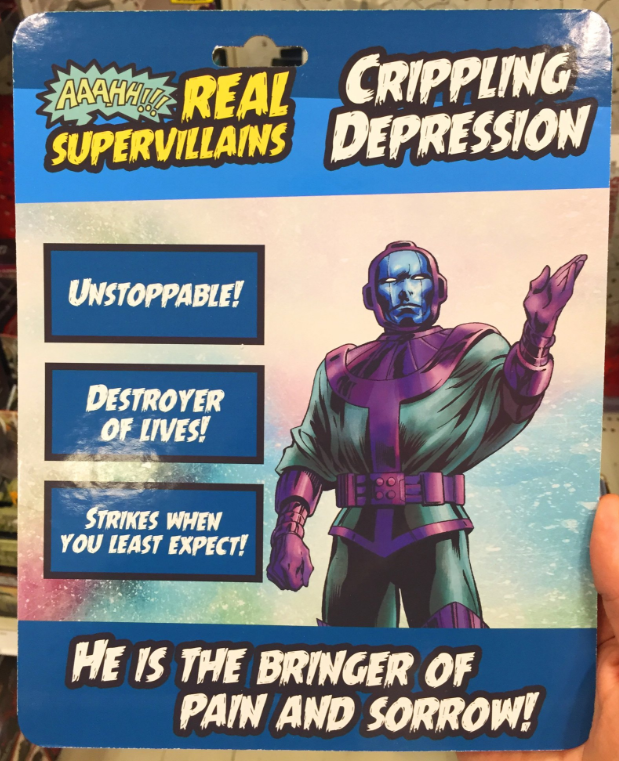 AAAHH!!!
REAL
SUPERVILLAINS
CRIPPLING
DEPRESSION
UNSTOPPABLE!
DESTROYER
OF LIVES!
STRIKES WHEN
YOU LEAST EXPECT!
HE IS THE BRINGER OF
PAIN AND SORROW!